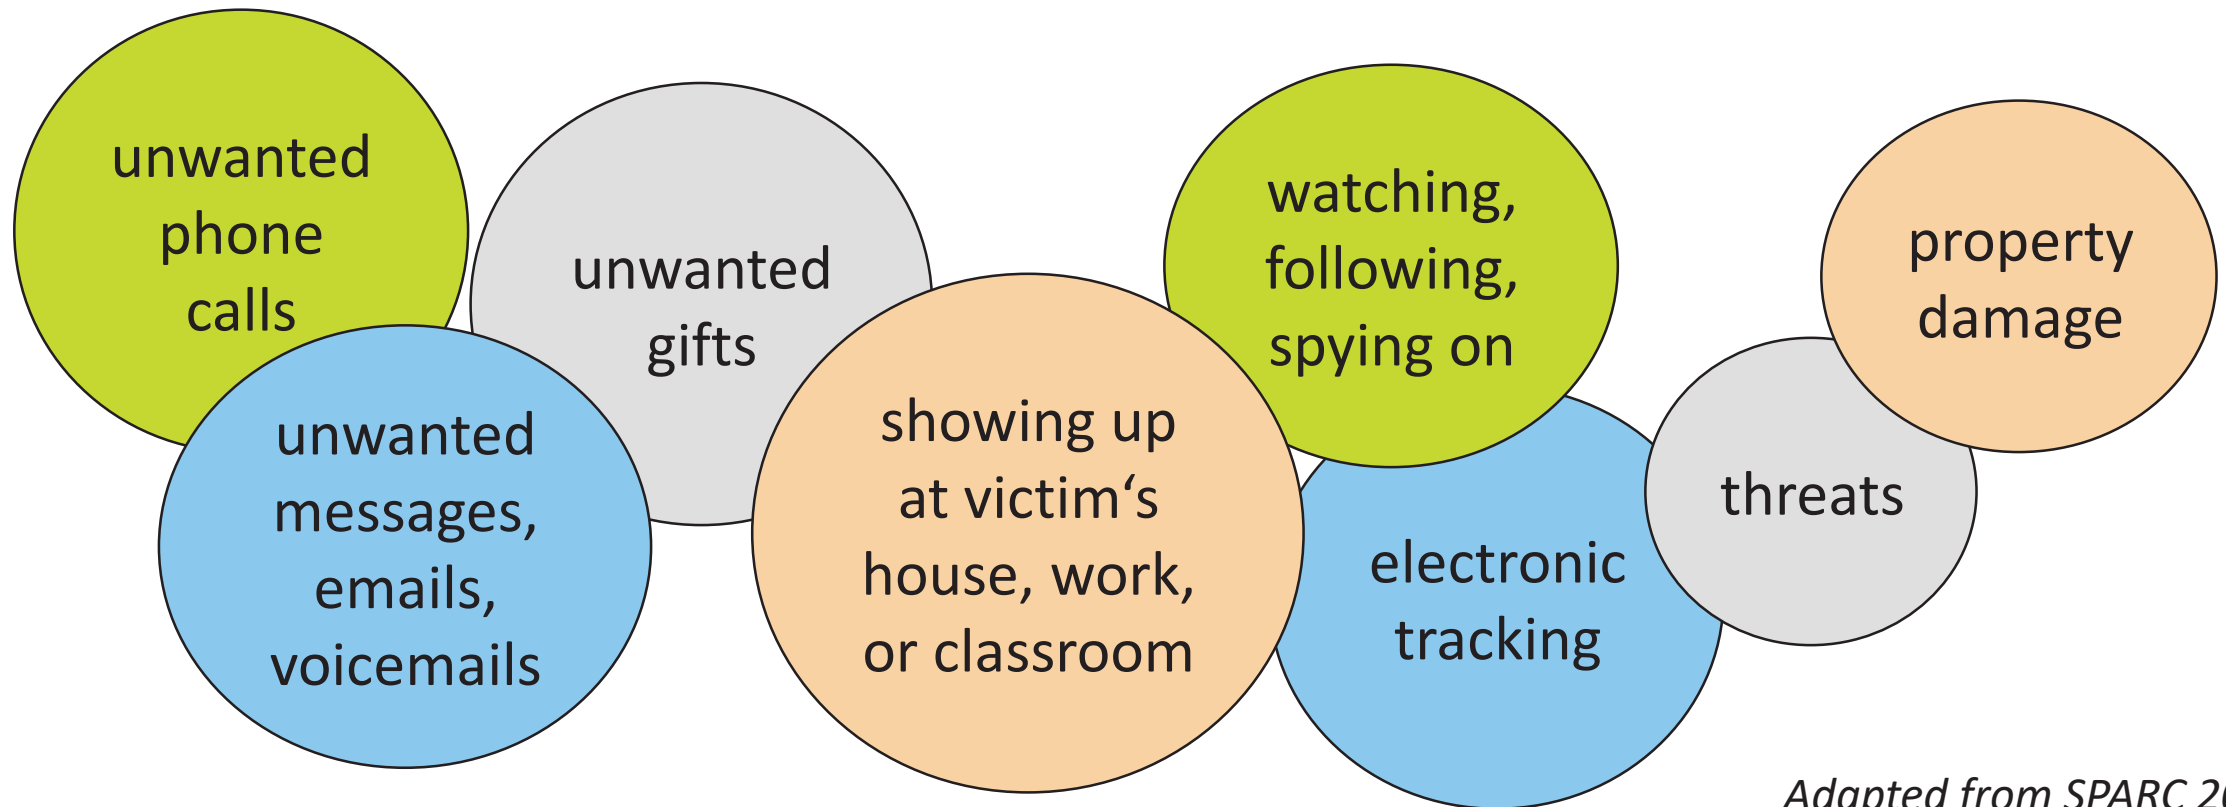 unwanted
phone
calls
unwanted
messages,
emails,
voicemails
unwanted
gifts
showing up
at victim‘s
house, work,
or classroom
watching,
following,
spying on
electronic
tracking
threats
property
damage
Adapted from SPARC